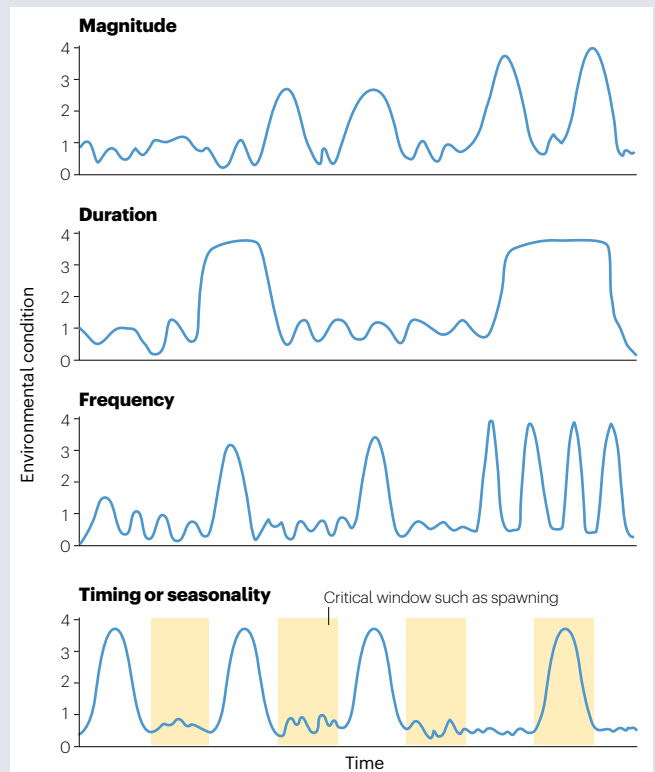 Magnitude
4
3
2
1
0
Duration
4
3
2
1
0
Environmental condition
Frequency
4
3
2
1
0
Timing or seasonality
Critical window such as spawning
4
3
2
1
0
Time